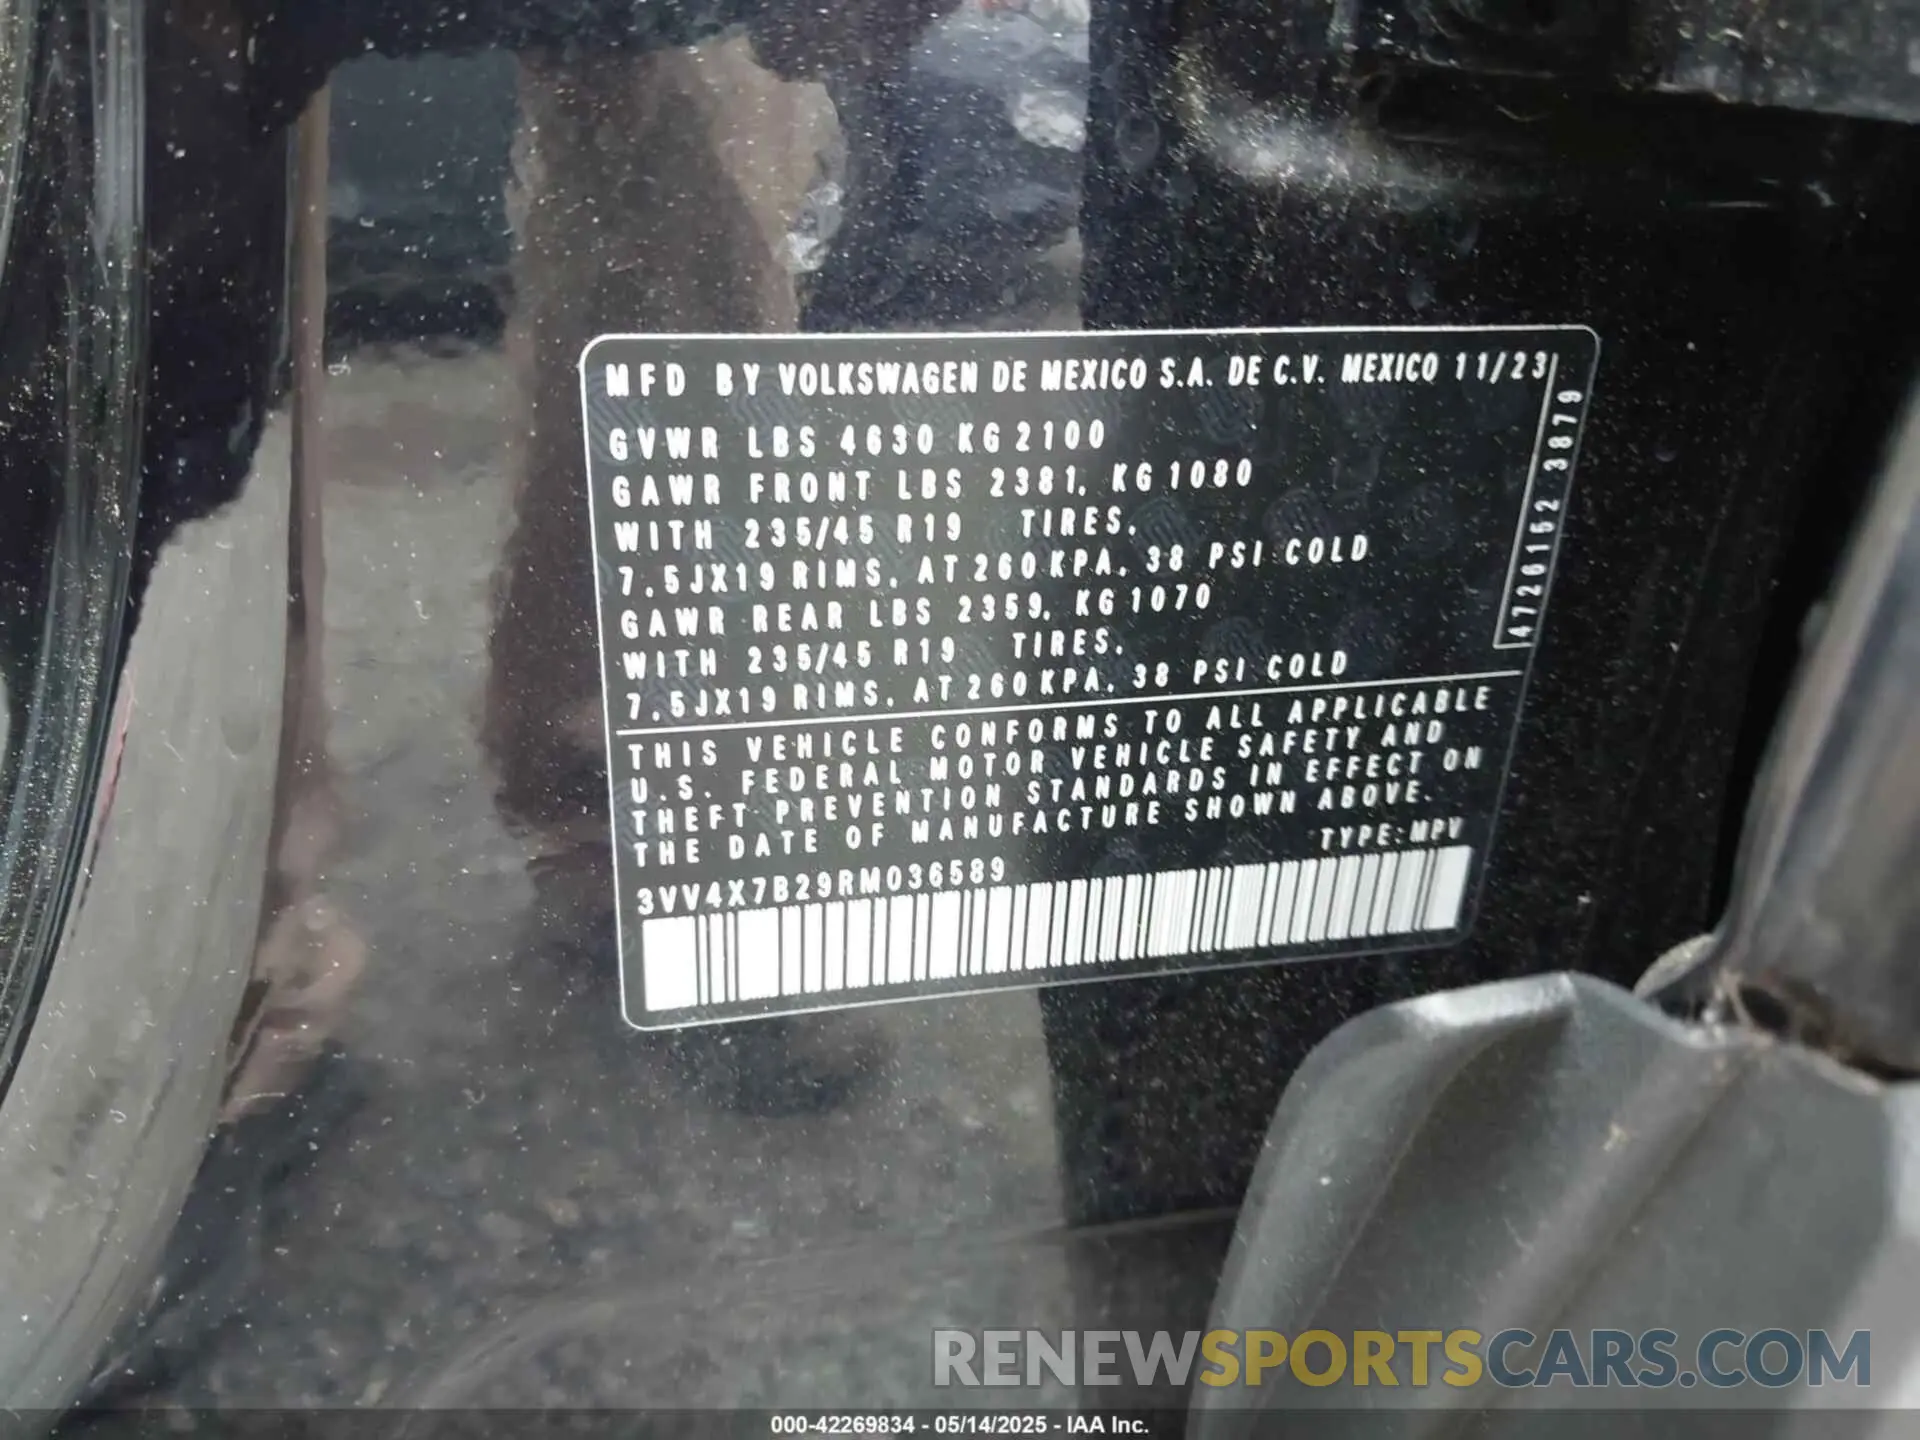 MFD BY VOLKSWAGEN DE MEXICO S.A. DE C.V. MEXICO 11/23
GVWR LBS 4630 KG 2100
GAWR FRONT LBS 2381, KG 1080
WITH 235/45 R19 TIRES,
7,5JX19 RIMS, AT 260 KPA, 38 PSI COLD
GAWR REAR LBS 2359, KG 1070
WITH 235/45 R19 TIRES,
7,5JX19 RIMS, AT 260 KPA, 38 PSI COLD
4726152 3879
THIS VEHICLE CONFORMS TO ALL APPLICABLE
U.S. FEDERAL MOTOR VEHICLE SAFETY AND
THEFT PREVENTION STANDARDS IN EFFECT ON
THE DATE OF MANUFACTURE SHOWN ABOVE.
TYPE:MPV
3VV4X7B29RM036589
RENEWSPORTSCARS.COM
000-42269834 - 05/14/2025 - IAA Inc.